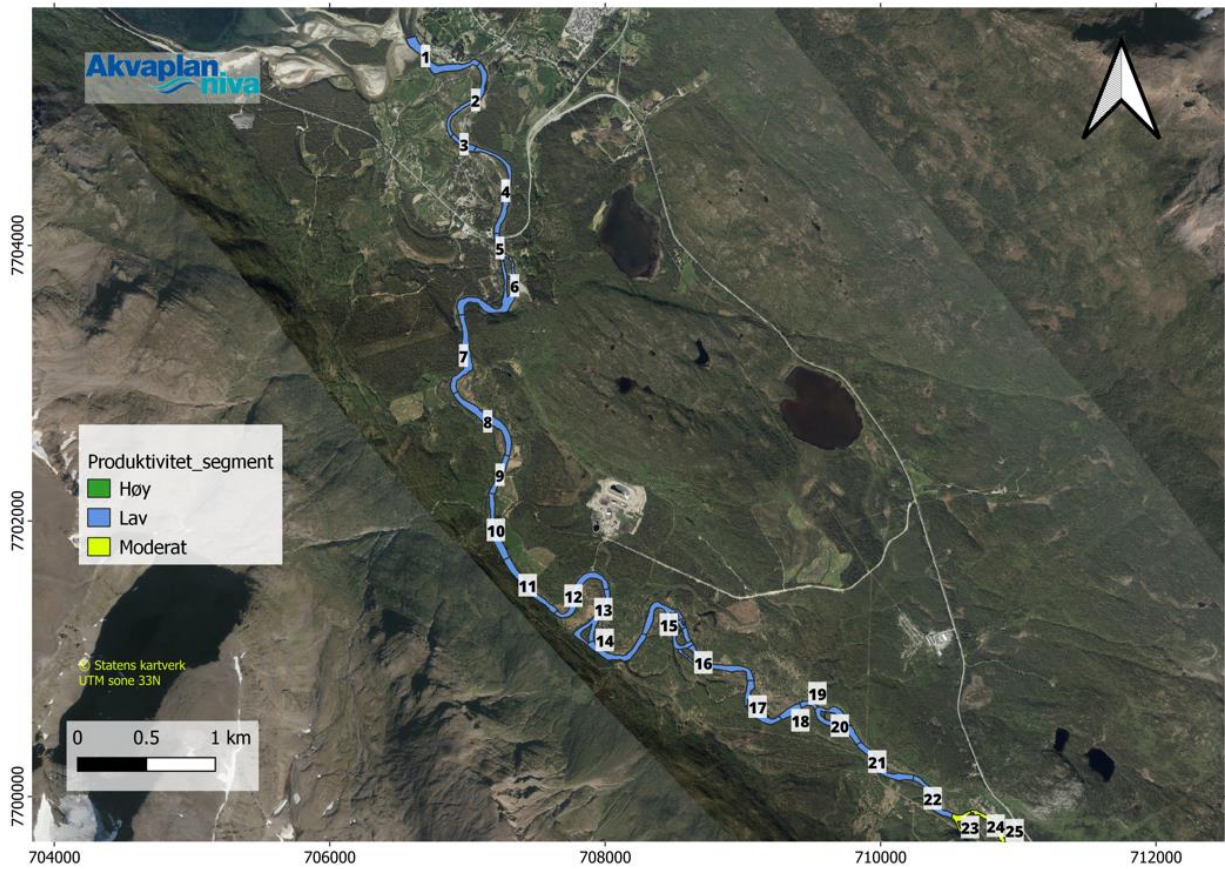 Akvaplan
niva
1
2
3
4
5
6
7
8
9
10
11
12
13
14
15
16
17
18
19
20
21
22
23
24
25
7704000
7702000
7700000
Produktivitet_segment
Høy
Lav
Moderat
© Statens kartverk
UTM sone 33N
0 0.5 1 km
704000 706000 708000 710000 712000